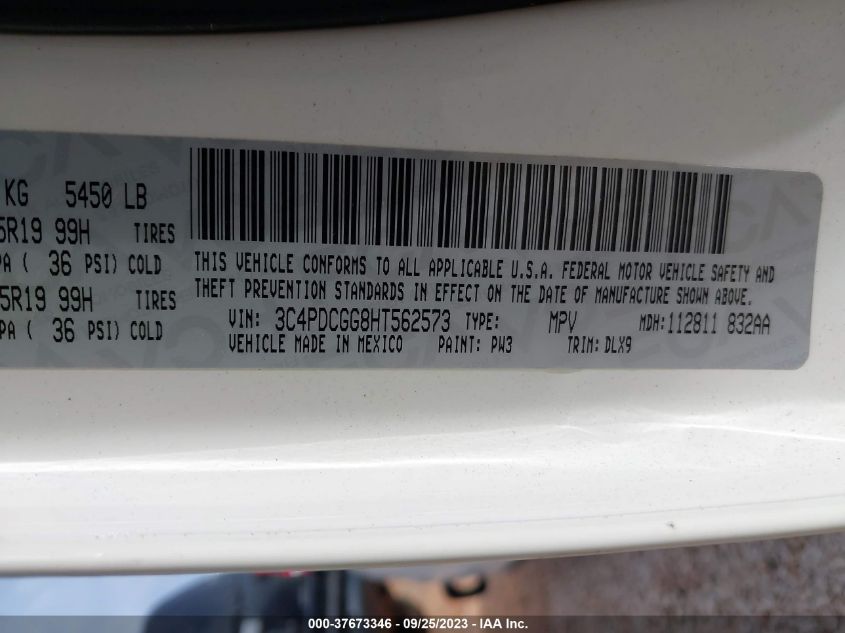 KG 5450 LB
5R19 99H TIRES
PA ( 36 PSI) COLD
5R19 99H TIRES
PA ( 36 PSI) COLD
THIS VEHICLE CONFORMS TO ALL APPLICABLE U.S.A. FEDERAL MOTOR VEHICLE SAFETY AND
THEFT PREVENTION STANDARDS IN EFFECT ON THE DATE OF MANUFACTURE SHOWN ABOVE.
VIN: 3C4PDCGG8HT562573 TYPE: MPV MDH:112811 832AA
VEHICLE MADE IN MEXICO PAINT: PW3 TRIM: DLX9
000-37673346 - 09/25/2023 - IAA Inc.